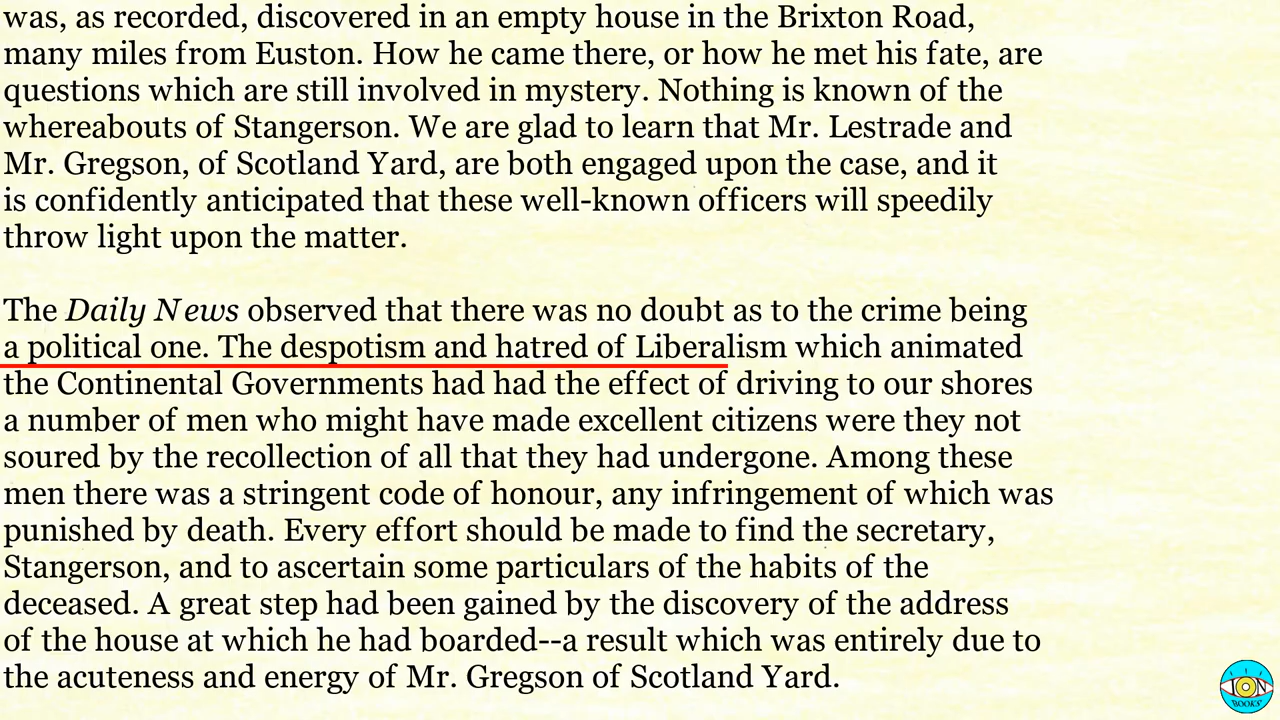 was, as recorded, discovered in an empty house in the Brixton Road,
many miles from Euston. How he came there, or how he met his fate, are
questions which are still involved in mystery. Nothing is known of the
whereabouts of Stangerson. We are glad to learn that Mr. Lestrade and
Mr. Gregson, of Scotland Yard, are both engaged upon the case, and it
is confidently anticipated that these well-known officers will speedily
throw light upon the matter.
The Daily News observed that there was no doubt as to the crime being
a political one. The despotism and hatred of Liberalism which animated
the Continental Governments had had the effect of driving to our shores
a number of men who might have made excellent citizens were they not
soured by the recollection of all that they had undergone. Among these
men there was a stringent code of honour, any infringement of which was
punished by death. Every effort should be made to find the secretary,
Stangerson, and to ascertain some particulars of the habits of the
deceased. A great step had been gained by the discovery of the address
of the house at which he had boarded--a result which was entirely due to
the acuteness and energy of Mr. Gregson of Scotland Yard.
ION
BOOKS